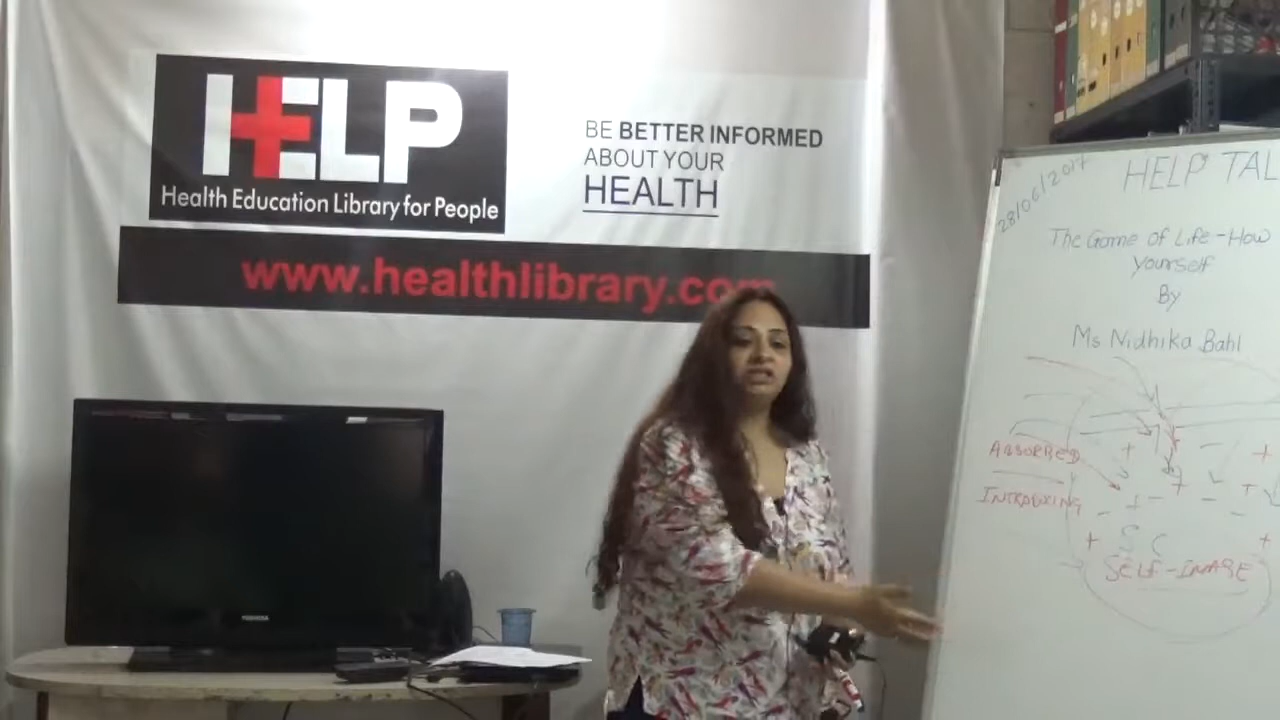 HELP
Health Education Library for People
BE BETTER INFORMED
ABOUT YOUR
HEALTH
www.healthlibrary.com
TOSHIBA
28/06/2017
HELP TAL
The Game of Life - How
yourself
By
Ms Nidhika Bahl
ABSORBED
SELF-IMAGE